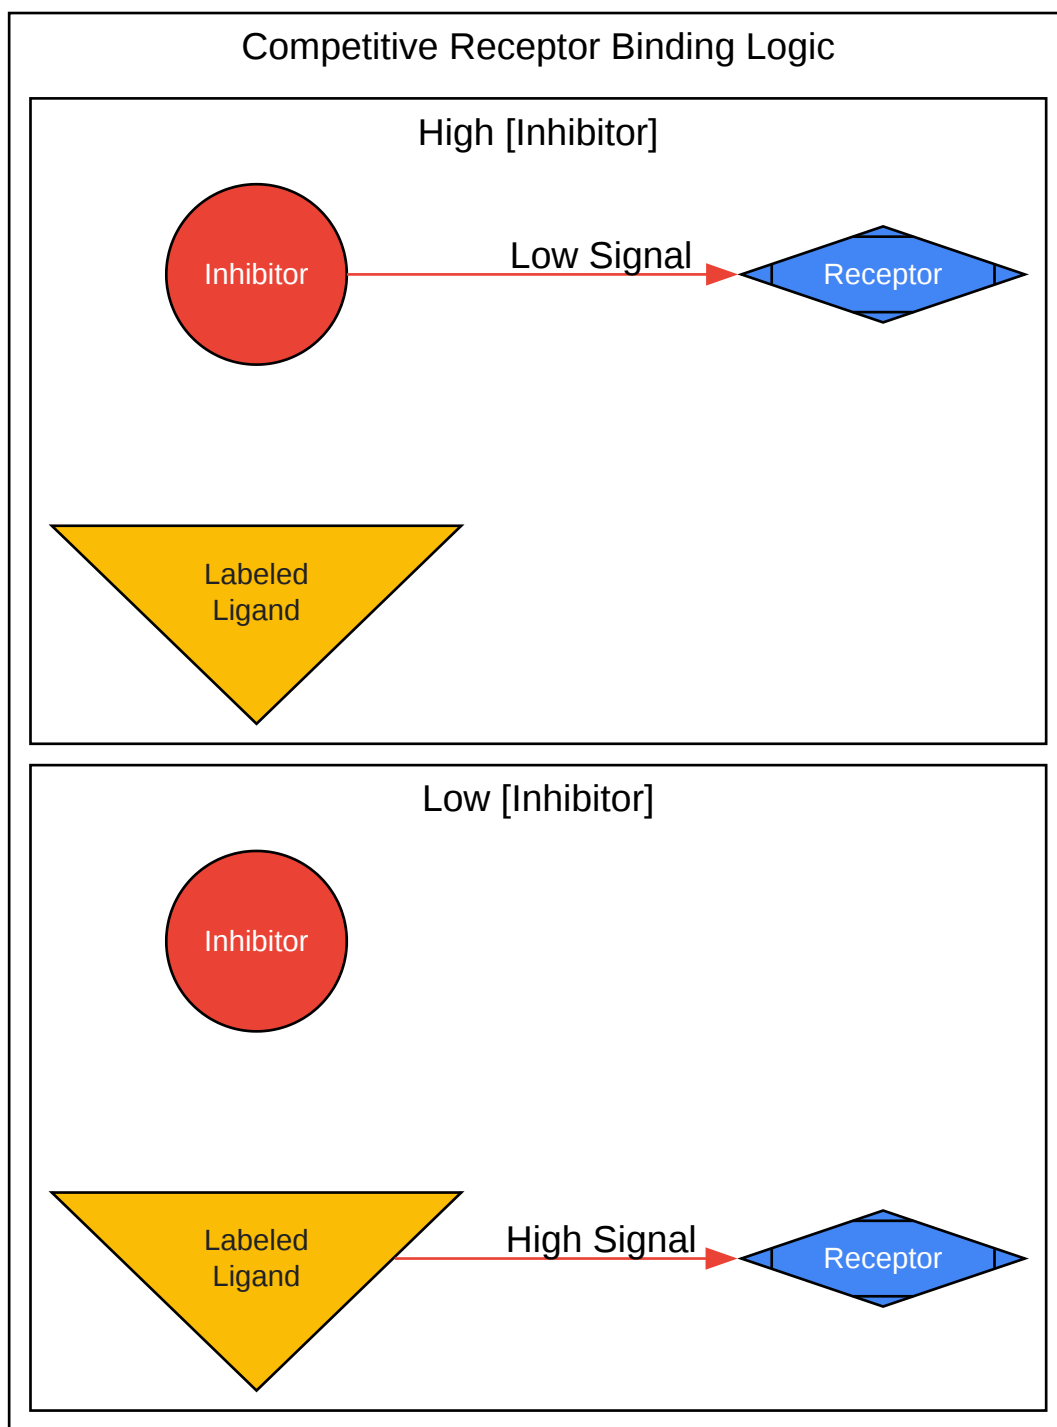 Competitive Receptor Binding Logic
High [Inhibitor]
Inhibitor
Low Signal
Receptor
Labeled
Ligand
Low [Inhibitor]
Inhibitor
Labeled
Ligand
High Signal
Receptor